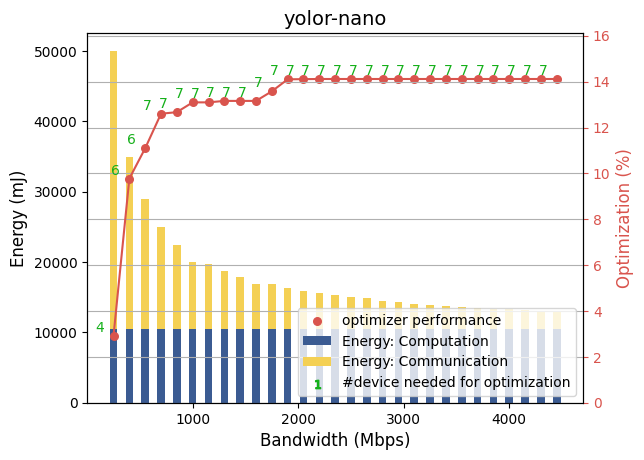 yolor-nano
Energy (mJ)
50000
40000
30000
20000
10000
0
16
14
12
10
8
6
4
2
0
Optimization (%)
4
6
6
7 7 7 7 7 7 7 7 7 7 7 7 7 7 7 7 7 7 7 7 7 7 7 7 7 7
optimizer performance
Energy: Computation
Energy: Communication
1 #device needed for optimization
1000 2000 3000 4000
Bandwidth (Mbps)